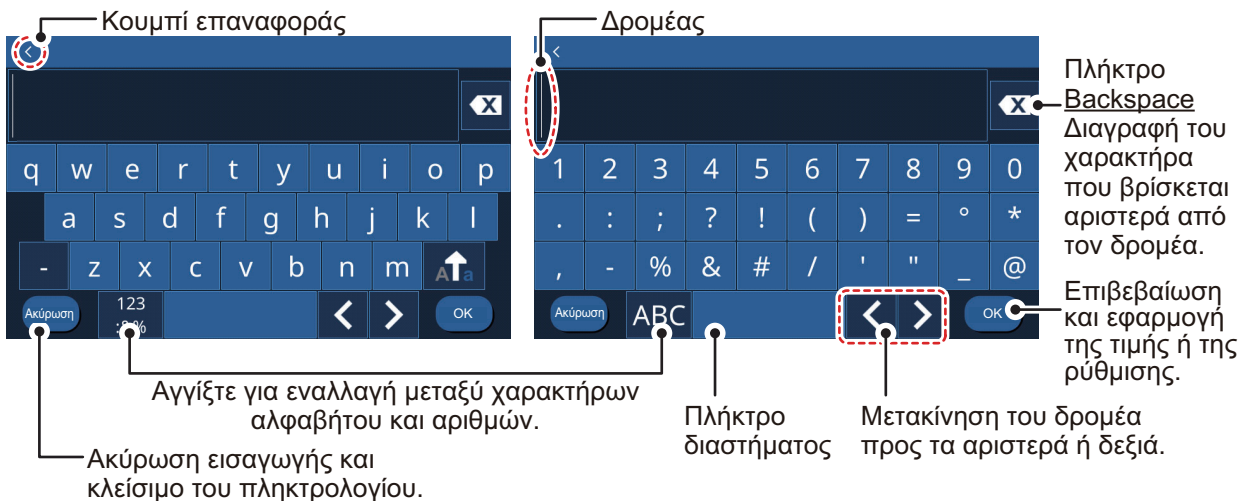 Κουμπί επαναφοράς
Δρομέας
<
q w e r t y u i o p
a s d f g h j k l
- z x c v b n m A a
Ακύρωση 123 :&% < > OK
<
X
1 2 3 4 5 6 7 8 9 0
. : ; ? ! ( ) = ° *
, - % & # / ' " _ @
Ακύρωση ABC < > OK
X
Πλήκτρο
Backspace
Διαγραφή του
χαρακτήρα
που βρίσκεται
αριστερά από
τον δρομέα.
Επιβεβαίωση
και εφαρμογή
της τιμής ή της
ρύθμισης.
Αγγίξτε για εναλλαγή μεταξύ χαρακτήρων
αλφαβήτου και αριθμών.
Πλήκτρο
διαστήματος
Μετακίνηση του δρομέα
προς τα αριστερά ή δεξιά.
Ακύρωση εισαγωγής και
κλείσιμο του πληκτρολογίου.